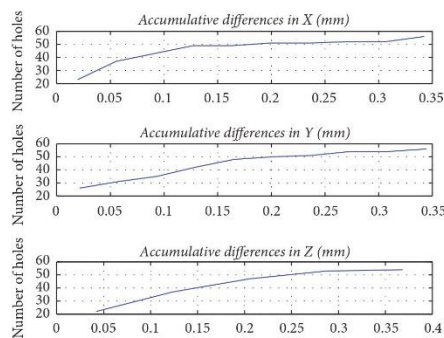 Accumulative differences in X (mm)
Number of holes
60
50
40
30
20
0 0.05 0.1 0.15 0.2 0.25 0.3 0.35
Accumulative differences in Y (mm)
Number of holes
60
50
40
30
20
0 0.05 0.1 0.15 0.2 0.25 0.3 0.35
Accumulative differences in Z (mm)
Number of holes
60
50
40
30
20
0 0.05 0.1 0.15 0.2 0.25 0.3 0.35 0.4